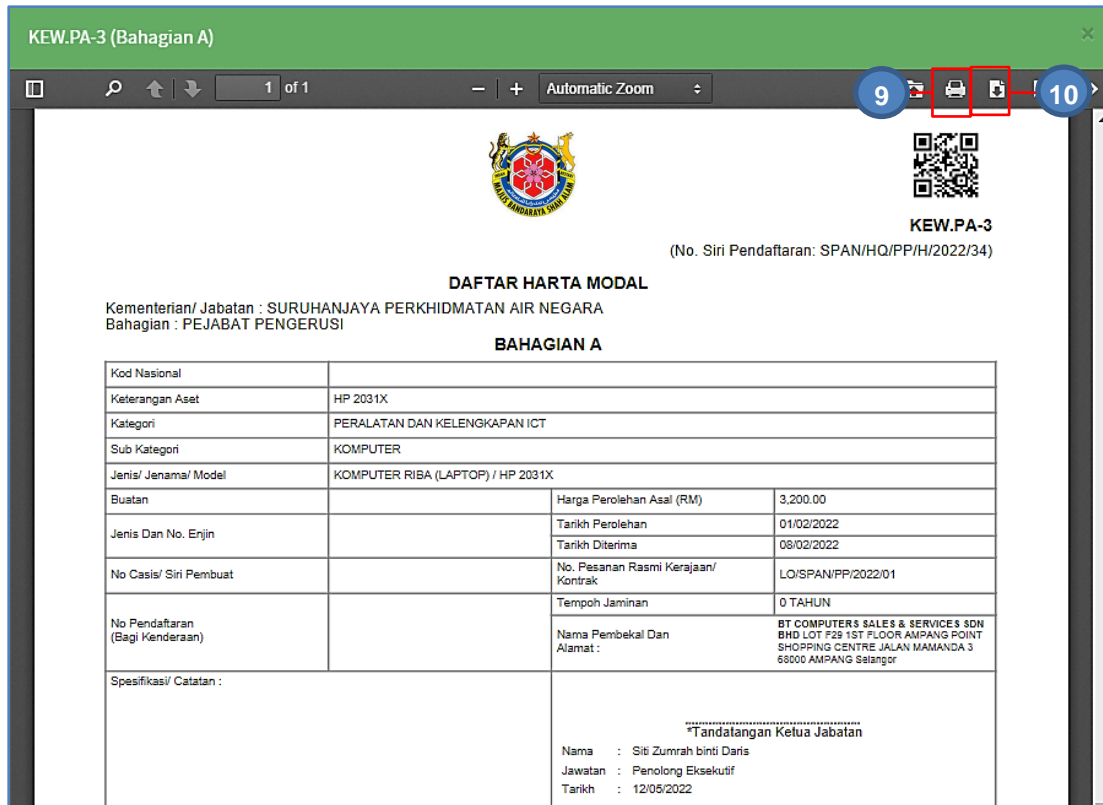 KEW.PA-3 (Bahagian A)
1 of 1
Automatic Zoom
9
10
MAJLIS BANDARAYA SHAH ALAM
KEW.PA-3
(No. Siri Pendaftaran: SPAN/HQ/PP/H/2022/34)
DAFTAR HARTA MODAL
Kementerian/ Jabatan : SURUHANJAYA PERKHIDMATAN AIR NEGARA
Bahagian : PEJABAT PENGERUSI
BAHAGIAN A
Kod Nasional
Keterangan Aset HP 2031X
Kategori PERALATAN DAN KELENGKAPAN ICT
Sub Kategori KOMPUTER
Jenis/ Jenama/ Model KOMPUTER RIBA (LAPTOP) / HP 2031X
Buatan Harga Perolehan Asal (RM) 3,200.00
Jenis Dan No. Enjin
Tarikh Perolehan 01/02/2022
Tarikh Diterima 08/02/2022
No Casis/ Siri Pembuat
No. Pesanan Rasmi Kerajaan/
Kontrak
LO/SPAN/PP/2022/01
Tempoh Jaminan 0 TAHUN
No Pendaftaran
(Bagi Kenderaan)
Nama Pembekal Dan
Alamat :
BT COMPUTERS SALES & SERVICES SDN
BHD LOT F29 1ST FLOOR AMPANG POINT
SHOPPING CENTRE JALAN MAMANDA 3
68000 AMPANG Selangor
Spesifikasi/ Catatan :
*Tandatangan Ketua Jabatan
Nama : Siti Zumrah binti Daris
Jawatan : Penolong Eksekutif
Tarikh : 12/05/2022